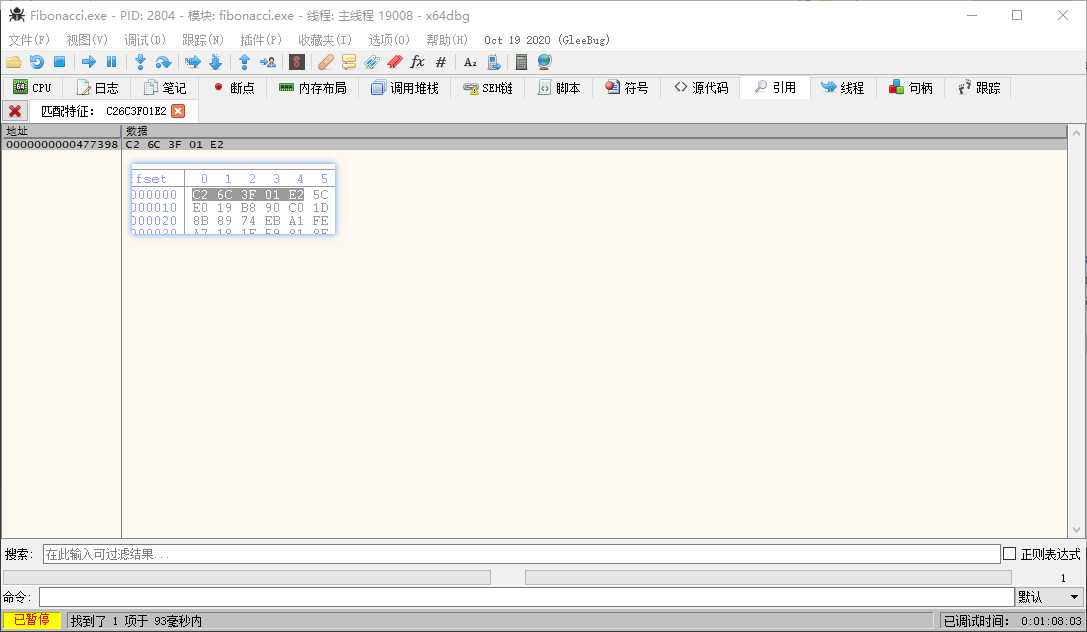 Fibonacci.exe - PID: 2804 - 模块: fibonacci.exe - 线程: 主线程 19008 - x64dbg
文件(F) 视图(V) 调试(D) 跟踪(N) 插件(P) 收藏夹(I) 选项(O) 帮助(H) Oct 19 2020 (GleeBug)
CPU 日志 笔记 断点 内存布局 调用堆栈 SEH链 脚本 符号 源代码 引用 线程 句柄 跟踪
匹配特征: C26C3F01E2
地址 数据
0000000000477398 C2 6C 3F 01 E2
fset 0 1 2 3 4 5
000000 C2 6C 3F 01 E2 5C
000010 E0 19 B8 90 C0 1D
000020 8B 89 74 EB A1 FE
搜索: 在此输入可过滤结果... 正则表达式
1
命令: 默认
已暂停 找到了 1 项于 93毫秒内 已调试时间: 0:01:08:03